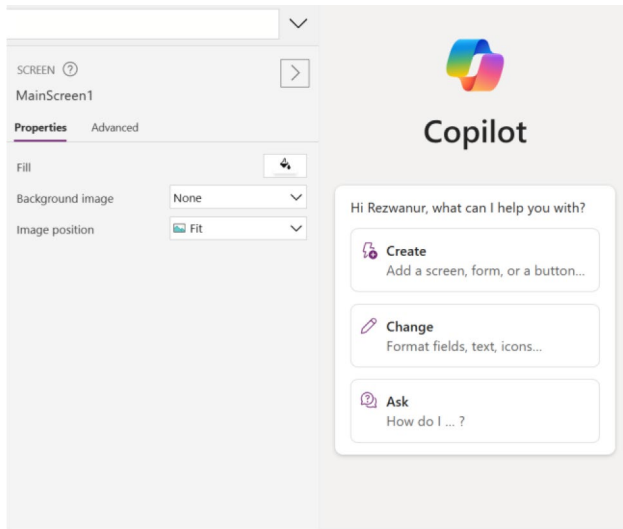 SCREEN
MainScreen1
Properties Advanced
Fill
Background image None
Image position Fit
Copilot
Hi Rezwanur, what can I help you with?
Create
Add a screen, form, or a button...
Change
Format fields, text, icons...
Ask
How do I ... ?